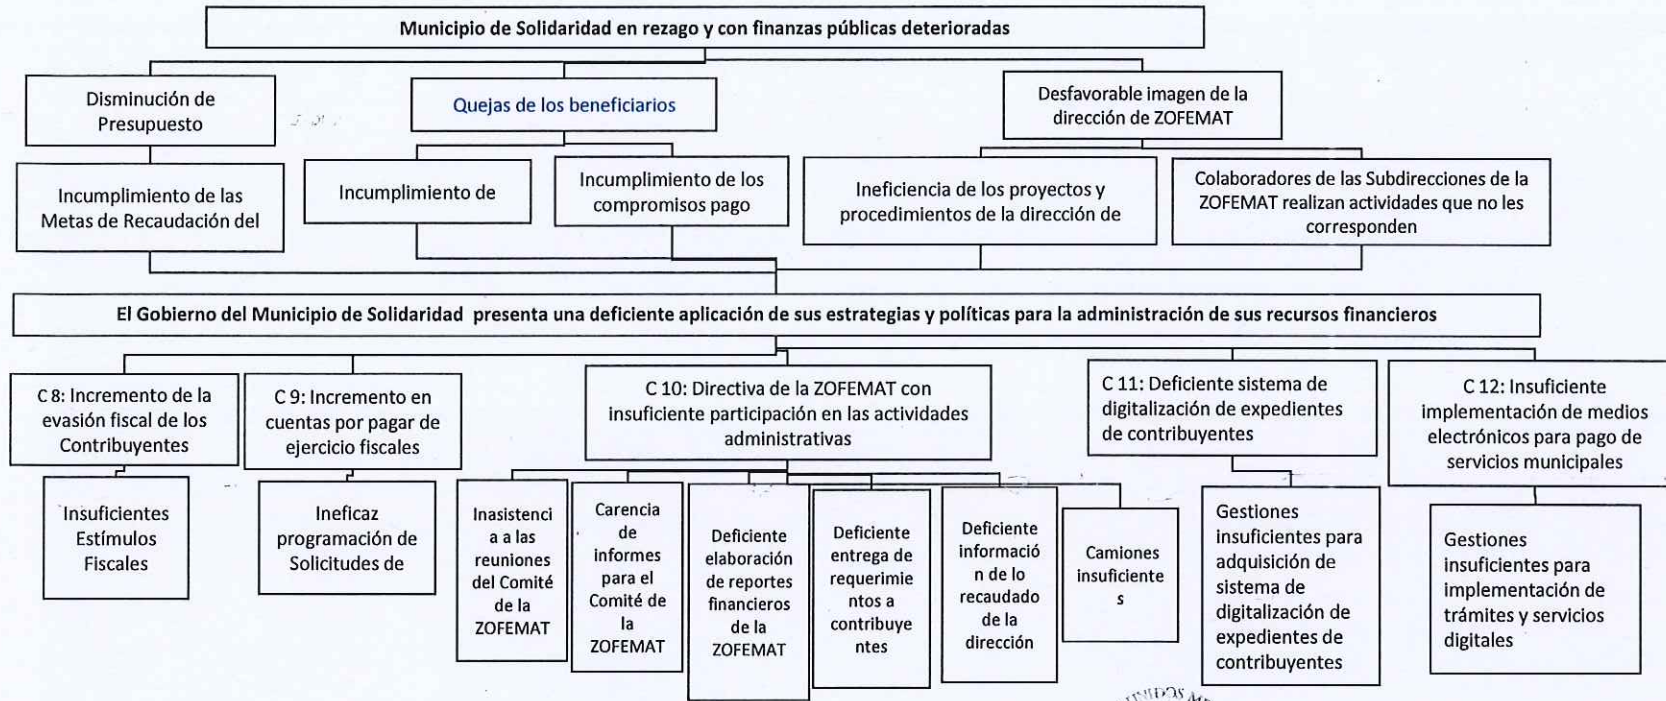 Municipio de Solidaridad en rezago y con finanzas públicas deterioradas
Disminución de
Presupuesto
Quejas de los beneficiarios
Desfavorable imagen de la
dirección de ZOFEMAT
Incumplimiento de las
Metas de Recaudación del
Incumplimiento de
Incumplimiento de los
compromisos pago
Ineficiencia de los proyectos y
procedimientos de la dirección de
Colaboradores de las Subdirecciones de la
ZOFEMAT realizan actividades que no les
corresponden
El Gobierno del Municipio de Solidaridad presenta una deficiente aplicación de sus estrategias y políticas para la administración de sus recursos financieros
C 8: Incremento de la
evasión fiscal de los
Contribuyentes
C 9: Incremento en
cuentas por pagar de
ejercicio fiscales
C 10: Directiva de la ZOFEMAT con
insuficiente participación en las actividades
administrativas
C 11: Deficiente sistema de
digitalización de expedientes
de contribuyentes
C 12: Insuficiente
implementación de medios
electrónicos para pago de
servicios municipales
Insuficientes
Estímulos
Fiscales
Ineficaz
programación de
Solicitudes de
Inasistenci
a a las
reuniones
del Comité
de la
ZOFEMAT
Carencia
de
informes
para el
Comité de
la
ZOFEMAT
Deficiente
elaboración
de reportes
financieros
de la
ZOFEMAT
Deficiente
entrega de
requerimie
ntos a
contribuye
ntes
Deficiente
informació
n de lo
recaudado
de la
dirección
Camiones
insuficiente
s
Gestiones
insuficientes para
adquisición de
sistema de
digitalización de
expedientes de
contribuyentes
Gestiones
insuficientes para
implementación de
trámites y servicios
digitales